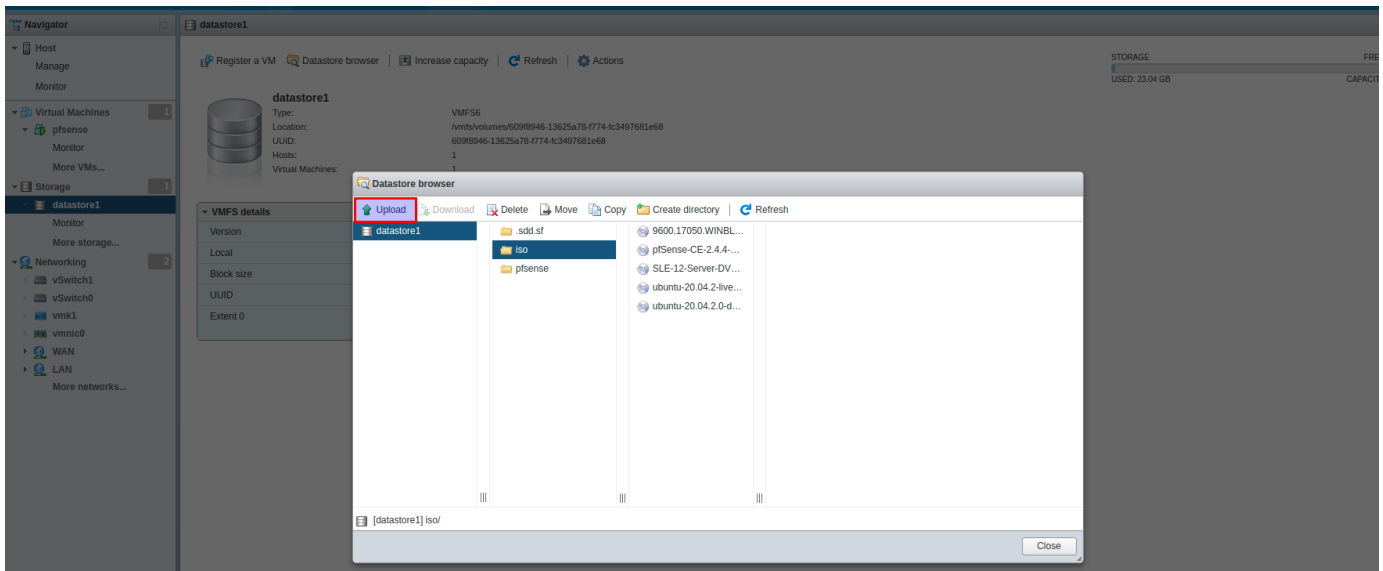 Navigator
Host
Manage
Monitor
Virtual Machines 1
pfsense
Monitor
More VMs...
Storage 1
datastore1
Monitor
More storage...
Networking 2
vSwitch1
vSwitch0
vmk1
vmnic0
WAN
LAN
More networks...
datastore1
Register a VM Datastore browser Increase capacity Refresh Actions
STORAGE FRE
USED: 23.04 GB CAPACIT
datastore1
Type: VMFS6
Location: /vmfs/volumes/609f8946-13625a78-f774-fc3497681e68
UUID: 609f8946-13625a78-f774-fc3497681e68
Hosts: 1
Virtual Machines: 1
VMFS details
Version
Local
Block size
UUID
Extent 0
Datastore browser
Upload Download Delete Move Copy Create directory Refresh
datastore1
.sdd.sf
iso
pfsense
9600.17050.WINBL...
pfSense-CE-2.4.4-...
SLE-12-Server-DV...
ubuntu-20.04.2-live...
ubuntu-20.04.2.0-d...
[datastore1] iso/
Close